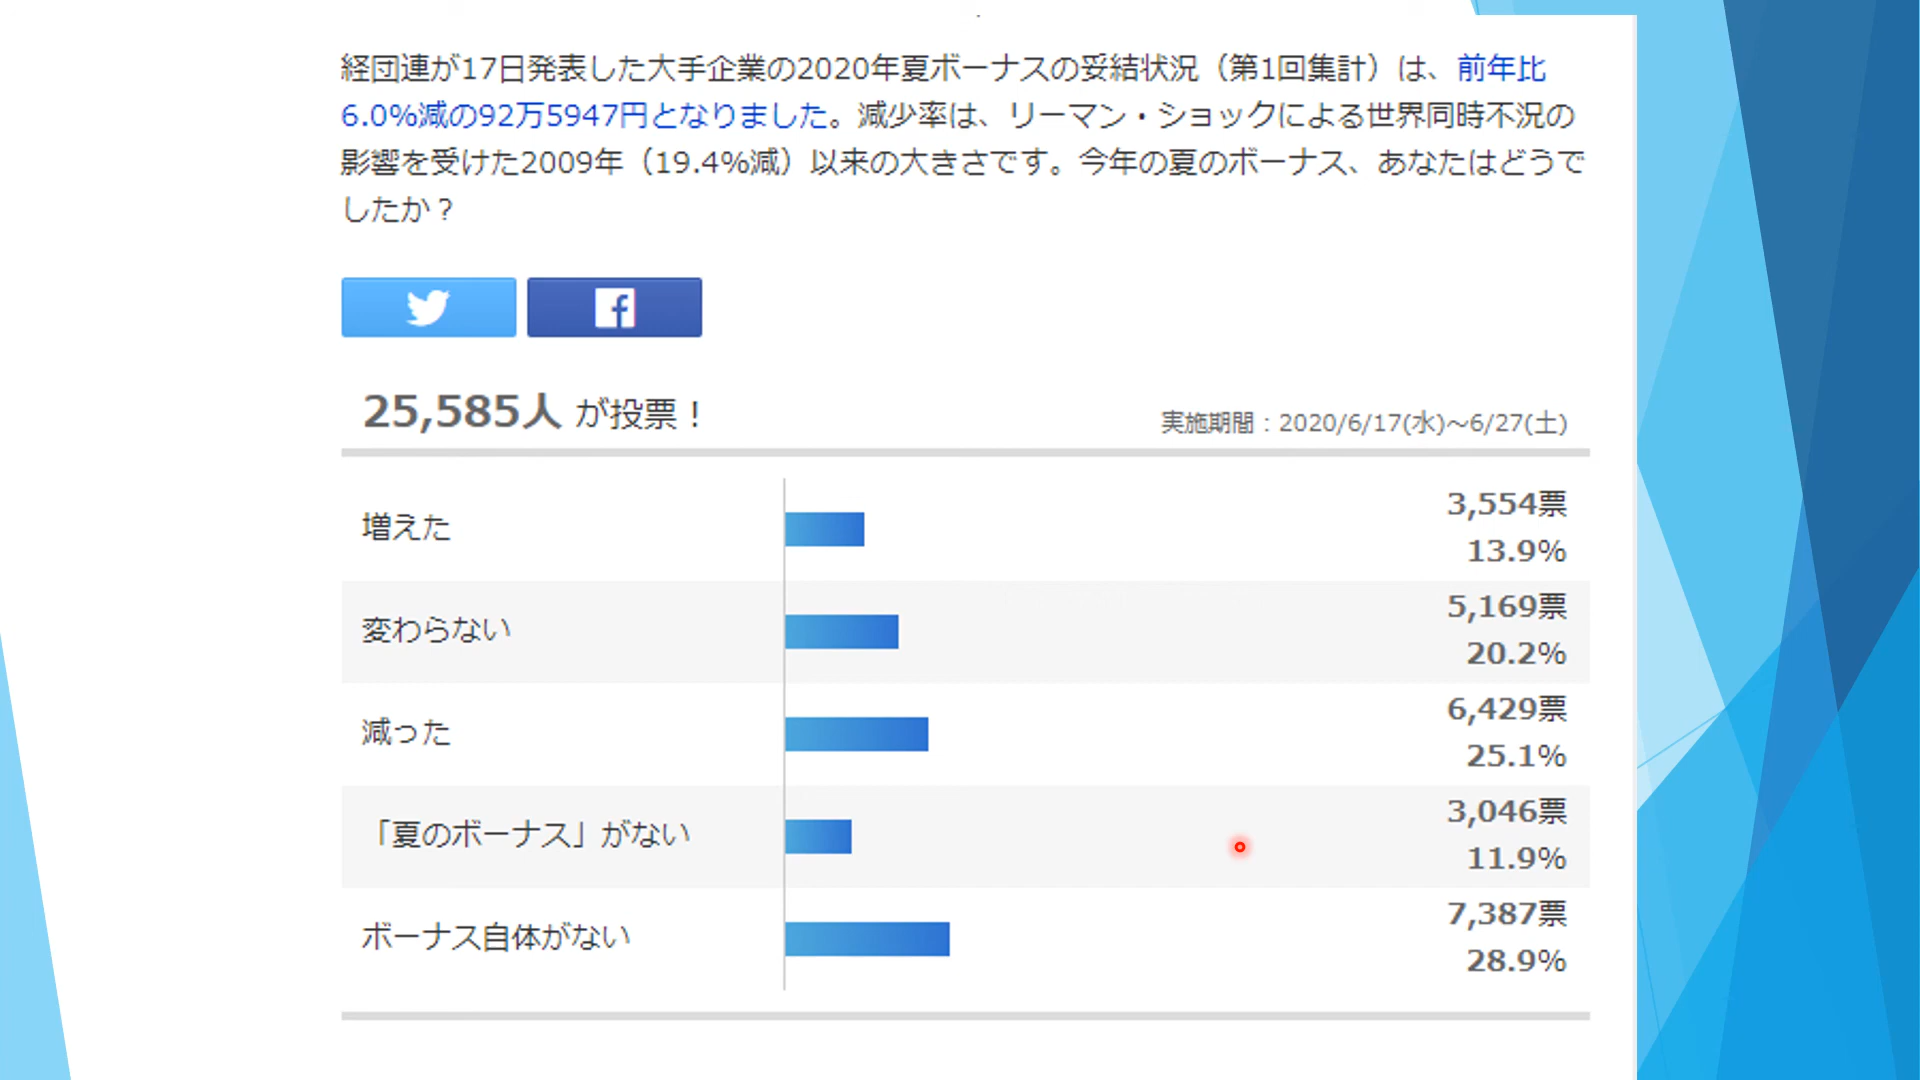 経団連が17日発表した大手企業の2020年夏ボーナスの妥結状況（第1回集計）は、前年比
6.0%減の92万5947円となりました。減少率は、リーマン・ショックによる世界同時不況の
影響を受けた2009年（19.4%減）以来の大きさです。今年の夏のボーナス、あなたはどうで
したか？
25,585人 が投票！
実施期間：2020/6/17(水)～6/27(土)
増えた
3,554票
13.9%
変わらない
5,169票
20.2%
減った
6,429票
25.1%
「夏のボーナス」がない
3,046票
11.9%
ボーナス自体がない
7,387票
28.9%